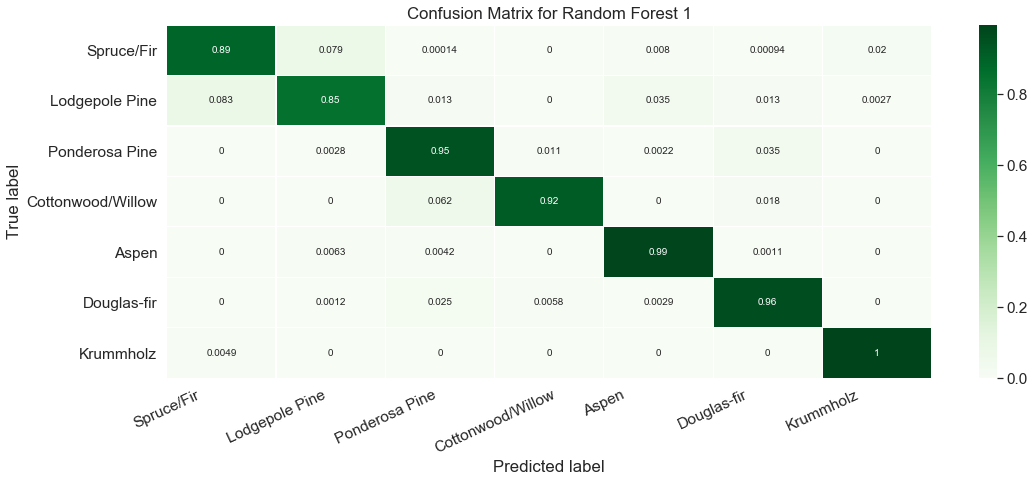 Confusion Matrix for Random Forest 1
Spruce/Fir 0.89 0.079 0.00014 0 0.008 0.00094 0.02
Lodgepole Pine 0.083 0.85 0.013 0 0.035 0.013 0.0027
Ponderosa Pine 0 0.0028 0.95 0.011 0.0022 0.035 0
Cottonwood/Willow 0 0 0.062 0.92 0 0.018 0
Aspen 0 0.0063 0.0042 0 0.99 0.0011 0
Douglas-fir 0 0.0012 0.025 0.0058 0.0029 0.96 0
Krummholz 0.0049 0 0 0 0 0 1
True label
Spruce/Fir Lodgepole Pine Ponderosa Pine Cottonwood/Willow Aspen Douglas-fir Krummholz
Predicted label
0.8
0.6
0.4
0.2
0.0